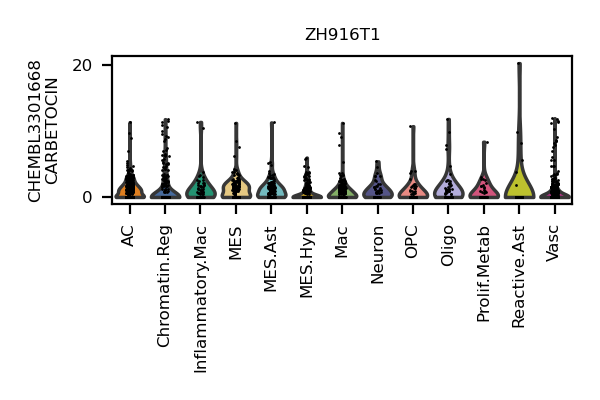 ZH916T1
CHEMBL3301668
CARBETOCIN
20
0
AC
Chromatin.Reg
Inflammatory.Mac
MES
MES.Ast
MES.Hyp
Mac
Neuron
OPC
Oligo
Prolif.Metab
Reactive.Ast
Vasc